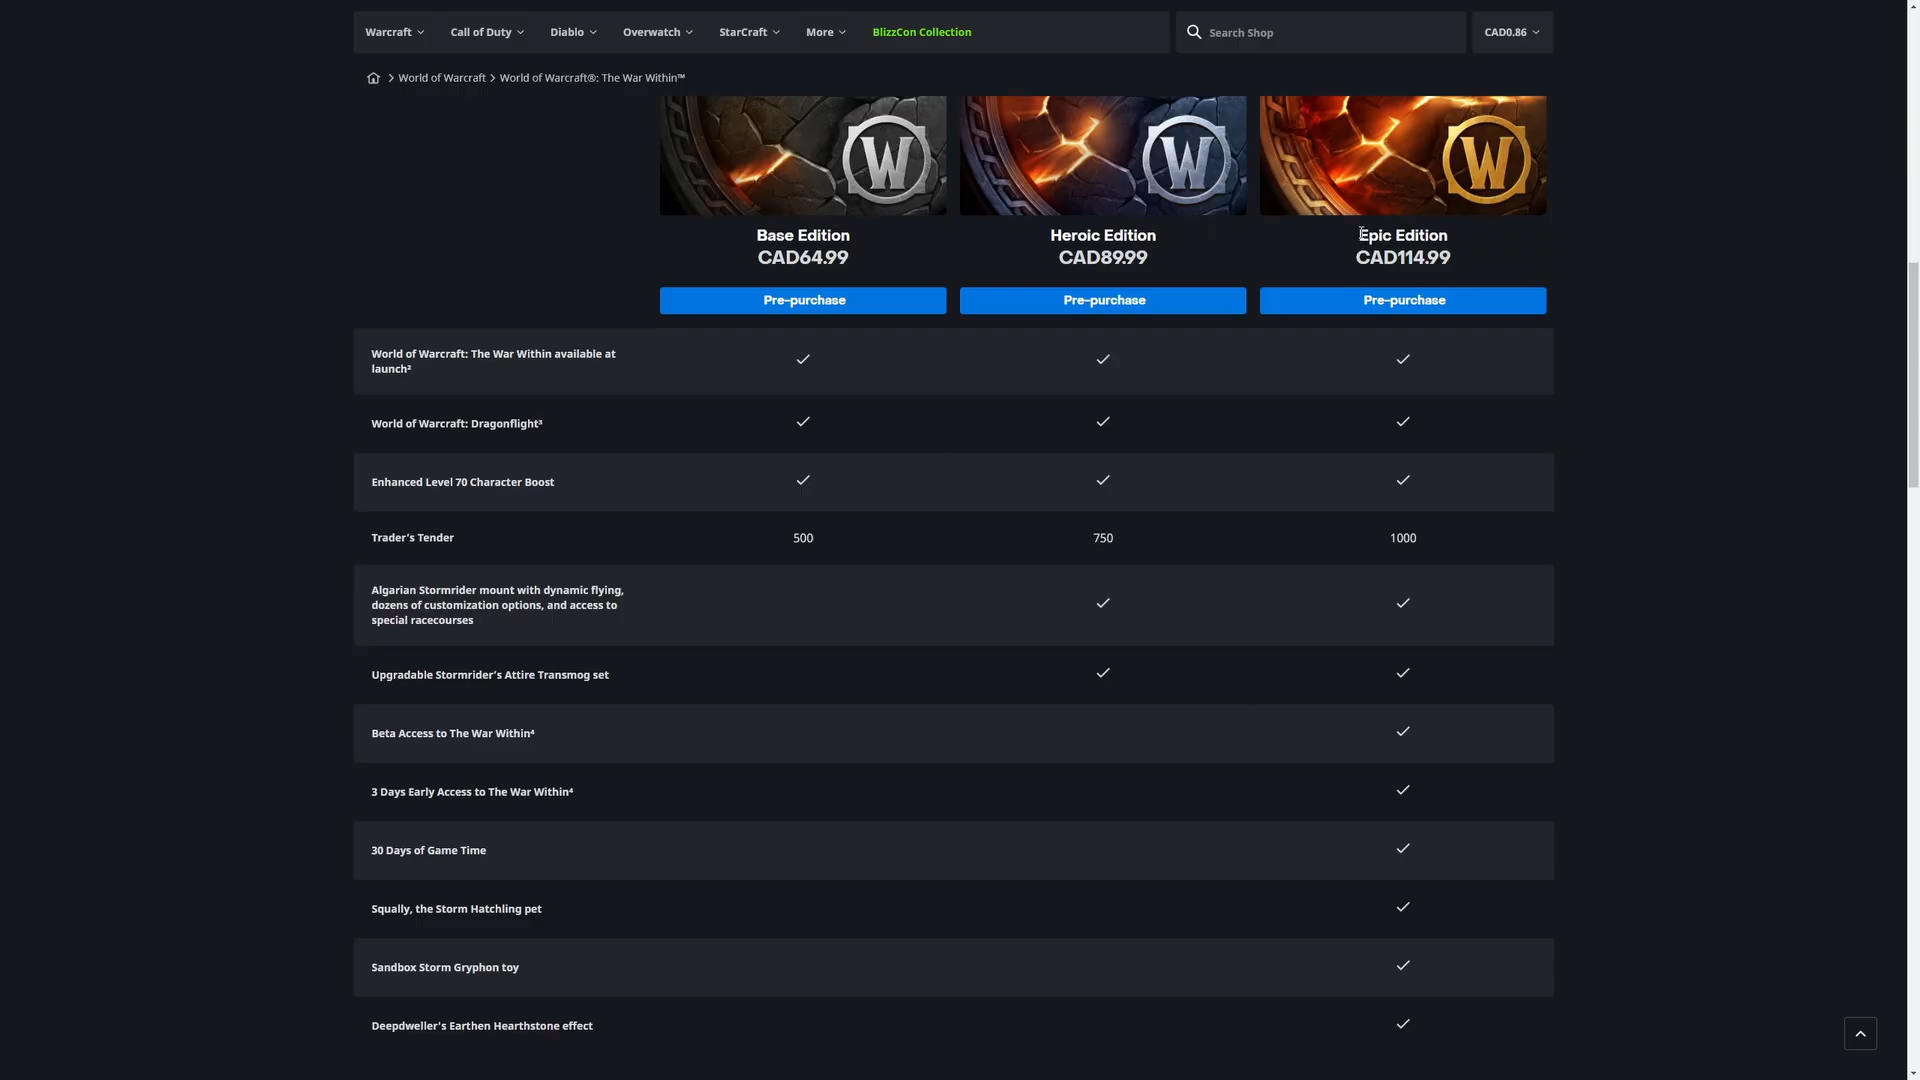 Warcraft Call of Duty Diablo Overwatch StarCraft More BlizzCon Collection Search Shop CAD0.86
World of Warcraft World of Warcraft®: The War Within™
W W W
Base Edition Heroic Edition Epic Edition
CAD64.99 CAD89.99 CAD114.99
Pre-purchase Pre-purchase Pre-purchase
World of Warcraft: The War Within available at
launch²
World of Warcraft: Dragonflight³
Enhanced Level 70 Character Boost
Trader's Tender 500 750 1000
Algarian Stormrider mount with dynamic flying,
dozens of customization options, and access to
special racecourses
Upgradable Stormrider's Attire Transmog set
Beta Access to The War Within⁴
3 Days Early Access to The War Within⁴
30 Days of Game Time
Squally, the Storm Hatchling pet
Sandbox Storm Gryphon toy
Deepdweller's Earthen Hearthstone effect